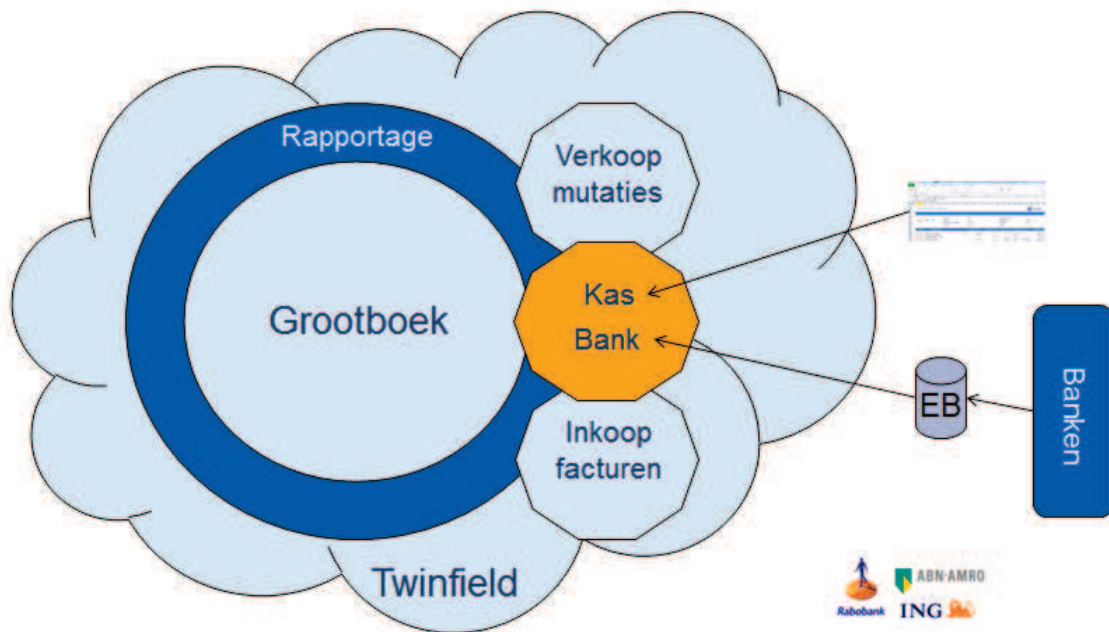 Rapportage
Verkoop
mutaties
Kas
Grootboek
Bank
EB
Banken
Inkoop
facturen
Twinfield
ABN·AMRO
Rabobank
ING